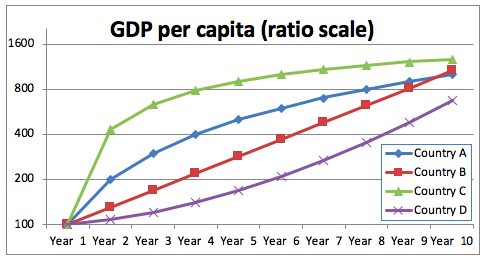 GDP per capita (ratio scale)
1600
800
400
200
100
Year 1 Year 2 Year 3 Year 4 Year 5 Year 6 Year 7 Year 8 Year 9 Year 10
Country A
Country B
Country C
Country D